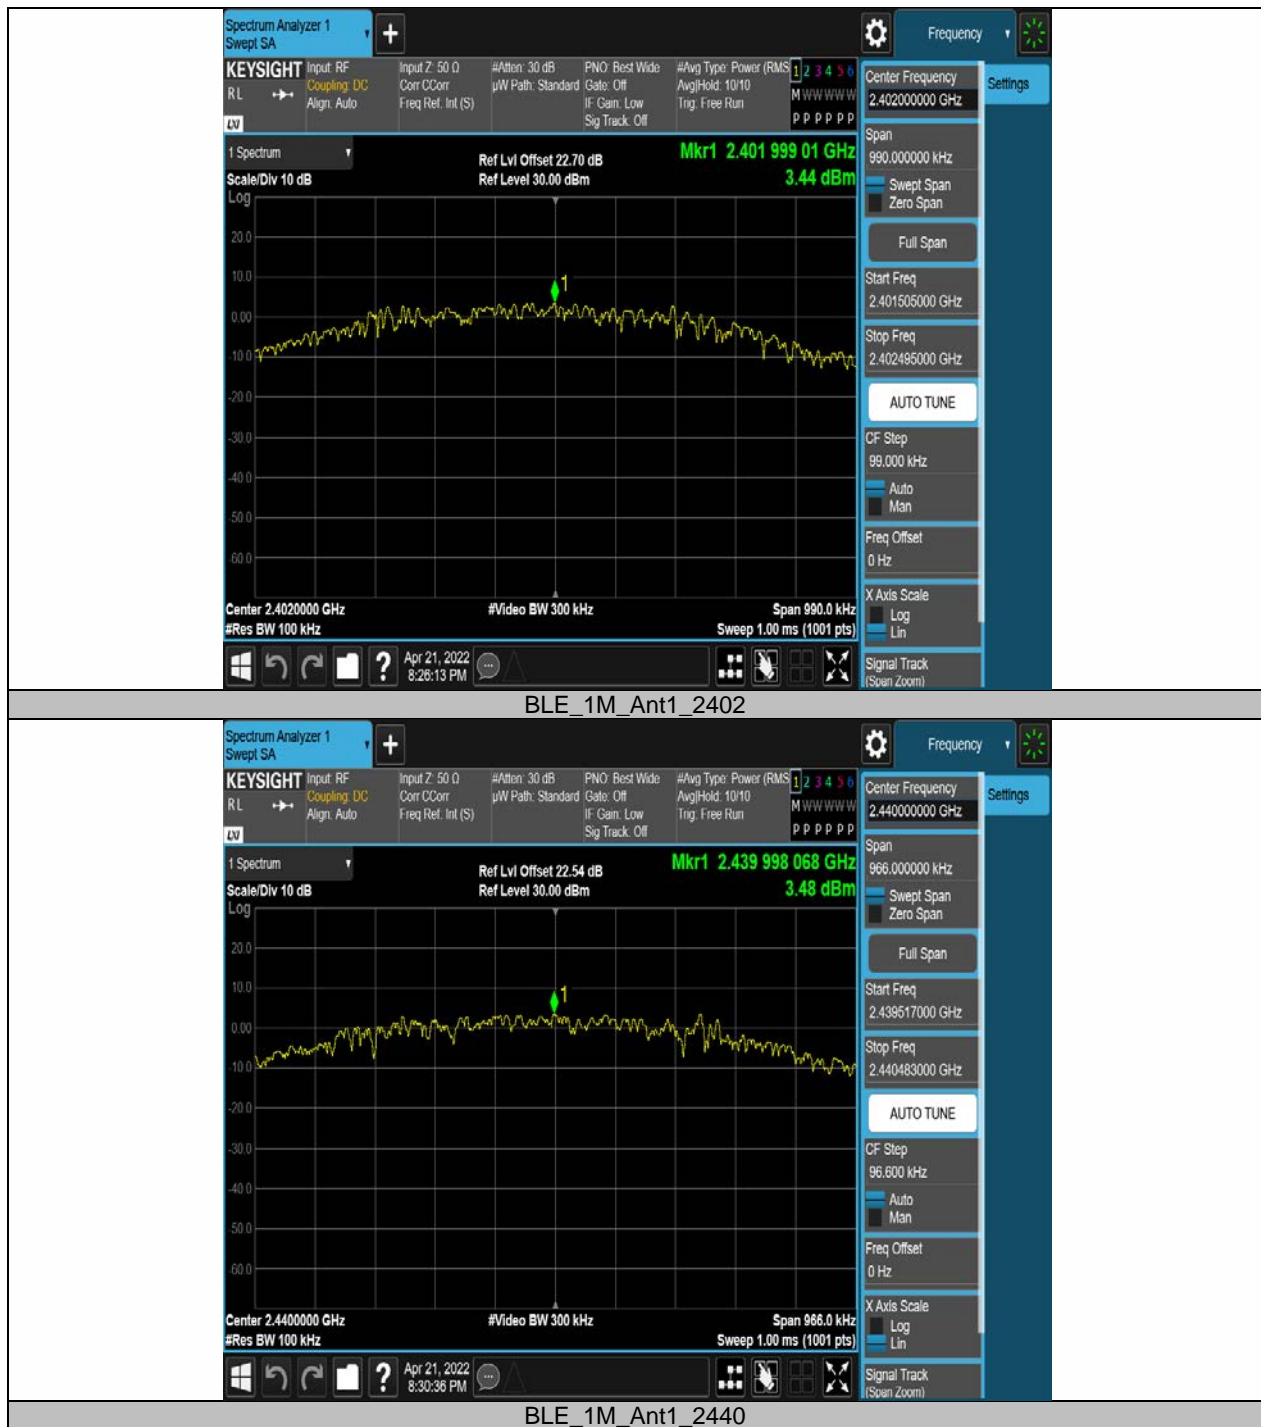 Spectrum Analyzer 1
Swept SA
Frequency
KEYSIGHT
RL
LXI
Input: RF
Coupling: DC
Align: Auto
Input Z: 50 Ω
Corr CCorr
Freq Ref: Int (S)
#Atten: 30 dB
µW Path: Standard
PNO: Best Wide
Gate: Off
IF Gain: Low
Sig Track: Off
#Avg Type: Power (RMS
Avg|Hold: 10/10
Trig: Free Run
1 2 3 4 5 6
M W W W W W
P P P P P P
1 Spectrum
Scale/Div 10 dB
Log
Ref Lvl Offset 22.70 dB
Ref Level 30.00 dBm
Mkr1 2.401 999 01 GHz
3.44 dBm
1
20.0
10.0
0.00
-10.0
-20.0
-30.0
-40.0
-50.0
-60.0
Center 2.4020000 GHz
#Res BW 100 kHz
#Video BW 300 kHz
Span 990.0 kHz
Sweep 1.00 ms (1001 pts)
Apr 21, 2022
8:26:13 PM
Center Frequency
2.402000000 GHz
Settings
Span
990.000000 kHz
Swept Span
Zero Span
Full Span
Start Freq
2.401505000 GHz
Stop Freq
2.402495000 GHz
AUTO TUNE
CF Step
99.000 kHz
Auto
Man
Freq Offset
0 Hz
X Axis Scale
Log
Lin
Signal Track
(Span Zoom)
BLE_1M_Ant1_2402
Spectrum Analyzer 1
Swept SA
Frequency
KEYSIGHT
RL
LXI
Input: RF
Coupling: DC
Align: Auto
Input Z: 50 Ω
Corr CCorr
Freq Ref: Int (S)
#Atten: 30 dB
µW Path: Standard
PNO: Best Wide
Gate: Off
IF Gain: Low
Sig Track: Off
#Avg Type: Power (RMS
Avg|Hold: 10/10
Trig: Free Run
1 2 3 4 5 6
M W W W W W
P P P P P P
1 Spectrum
Scale/Div 10 dB
Log
Ref Lvl Offset 22.54 dB
Ref Level 30.00 dBm
Mkr1 2.439 998 068 GHz
3.48 dBm
1
20.0
10.0
0.00
-10.0
-20.0
-30.0
-40.0
-50.0
-60.0
Center 2.4400000 GHz
#Res BW 100 kHz
#Video BW 300 kHz
Span 966.0 kHz
Sweep 1.00 ms (1001 pts)
Apr 21, 2022
8:30:36 PM
Center Frequency
2.440000000 GHz
Settings
Span
966.000000 kHz
Swept Span
Zero Span
Full Span
Start Freq
2.439517000 GHz
Stop Freq
2.440483000 GHz
AUTO TUNE
CF Step
96.600 kHz
Auto
Man
Freq Offset
0 Hz
X Axis Scale
Log
Lin
Signal Track
(Span Zoom)
BLE_1M_Ant1_2440